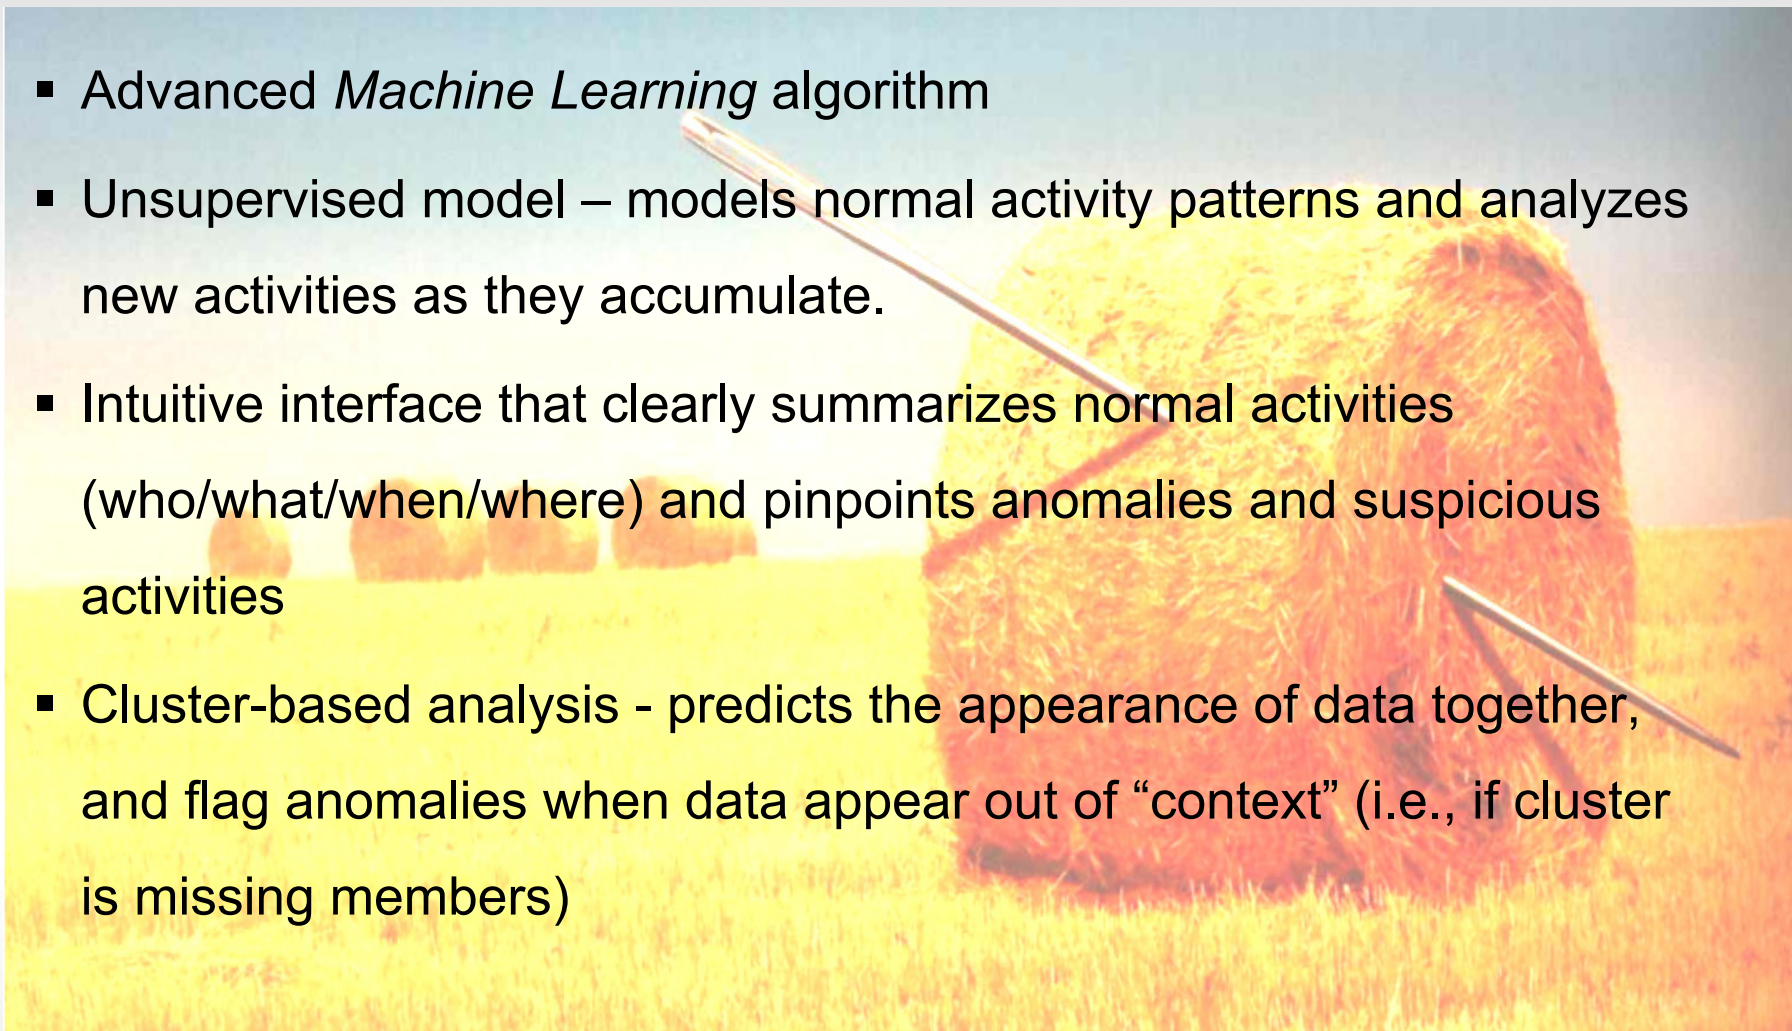 ▪ Advanced Machine Learning algorithm
▪ Unsupervised model – models normal activity patterns and analyzes
new activities as they accumulate.
▪ Intuitive interface that clearly summarizes normal activities
(who/what/when/where) and pinpoints anomalies and suspicious
activities
▪ Cluster-based analysis - predicts the appearance of data together,
and flag anomalies when data appear out of “context” (i.e., if cluster
is missing members)